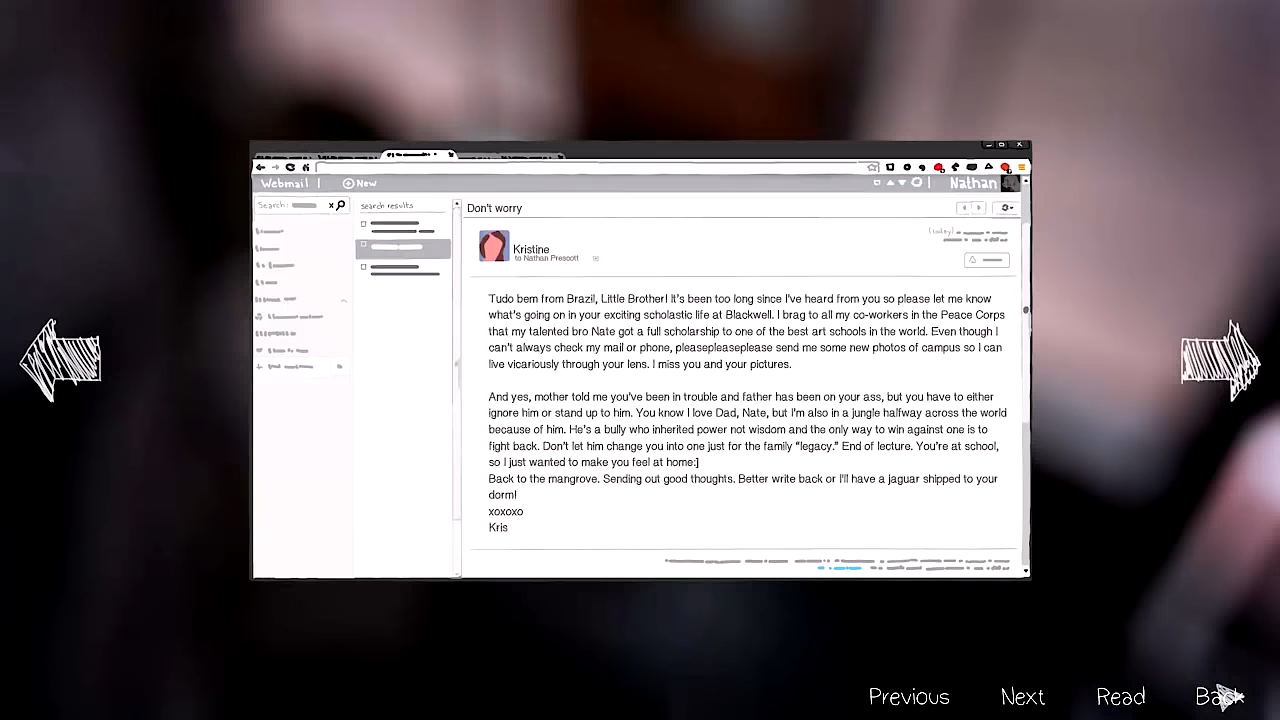 Webmail | New
Nathan
Search:
x
search results
Don't worry
(today)
Kristine
to Nathan Prescott
Tudo bem from Brazil, Little Brother! It's been too long since I've heard from you so please let me know
what's going on in your exciting scholastic life at Blackwell. I brag to all my co-workers in the Peace Corps
that my talented bro Nate got a full scholarship to one of the best art schools in the world. Even though I
can't always check my mail or phone, pleasepleaseplease send me some new photos of campus so I can
live vicariously through your lens. I miss you and your pictures.
And yes, mother told me you've been in trouble and father has been on your ass, but you have to either
ignore him or stand up to him. You know I love Dad, Nate, but I'm also in a jungle halfway across the world
because of him. He's a bully who inherited power not wisdom and the only way to win against one is to
fight back. Don't let him change you into one just for the family “legacy.” End of lecture. You're at school,
so I just wanted to make you feel at home:]
Back to the mangrove. Sending out good thoughts. Better write back or I'll have a jaguar shipped to your
dorm!
xoxoxo
Kris
Previous Next Read Back